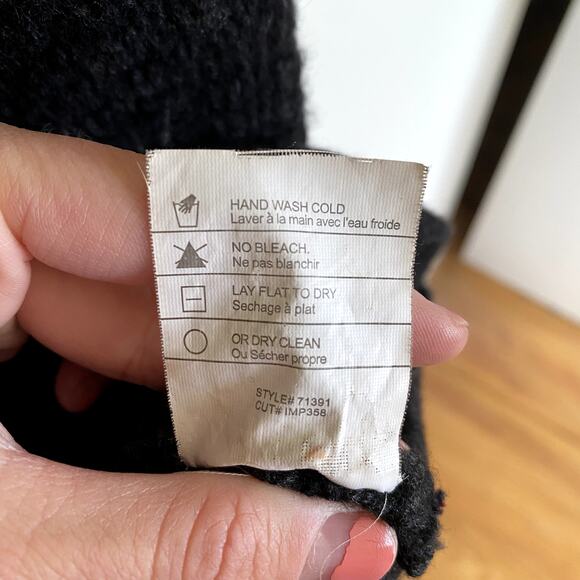 HAND WASH COLD
Laver à la main avec l'eau froide
NO BLEACH.
Ne pas blanchir
LAY FLAT TO DRY
Sechage à plat
OR DRY CLEAN
Ou Sécher propre
STYLE# 71391
CUT# IMP358